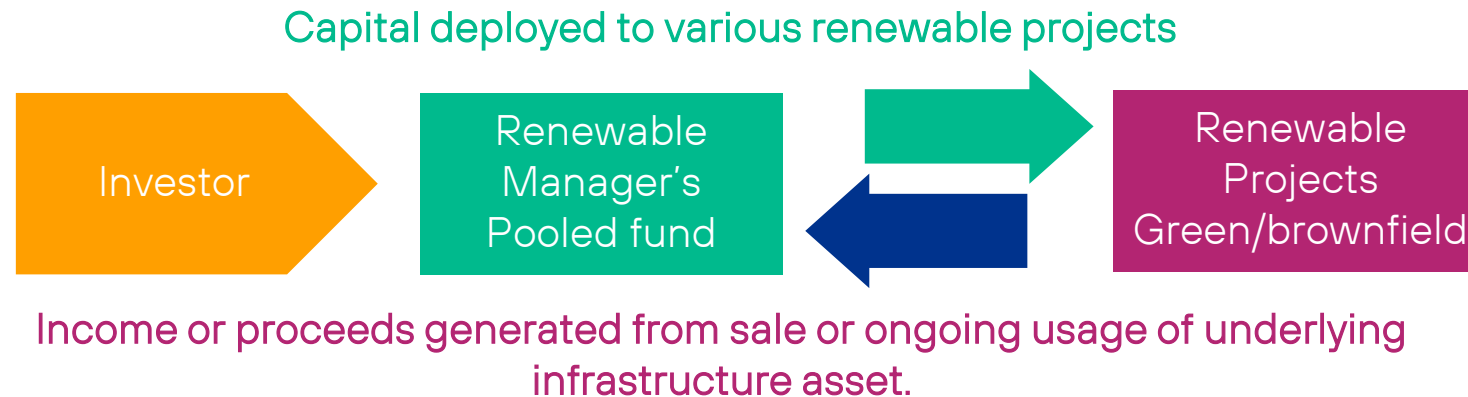 Capital deployed to various renewable projects
Investor
Renewable
Manager's
Pooled fund
Renewable
Projects
Green/brownfield
Income or proceeds generated from sale or ongoing usage of underlying
infrastructure asset.